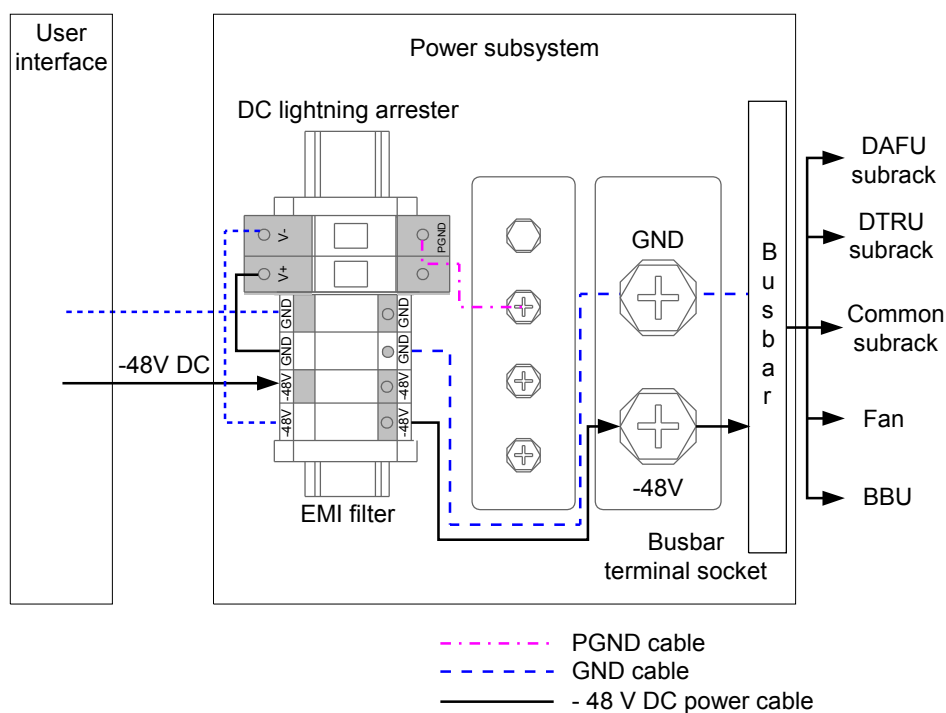 User
interface
Power subsystem
DC lightning arrester
V-
PGND
V+
GND
GND
GND
GND
-48V
-48V
-48V
-48V
-48V DC
EMI filter
GND
-48V
Busbar
terminal socket
Busbar
DAFU
subrack
DTRU
subrack
Common
subrack
Fan
BBU
PGND cable
GND cable
- 48 V DC power cable